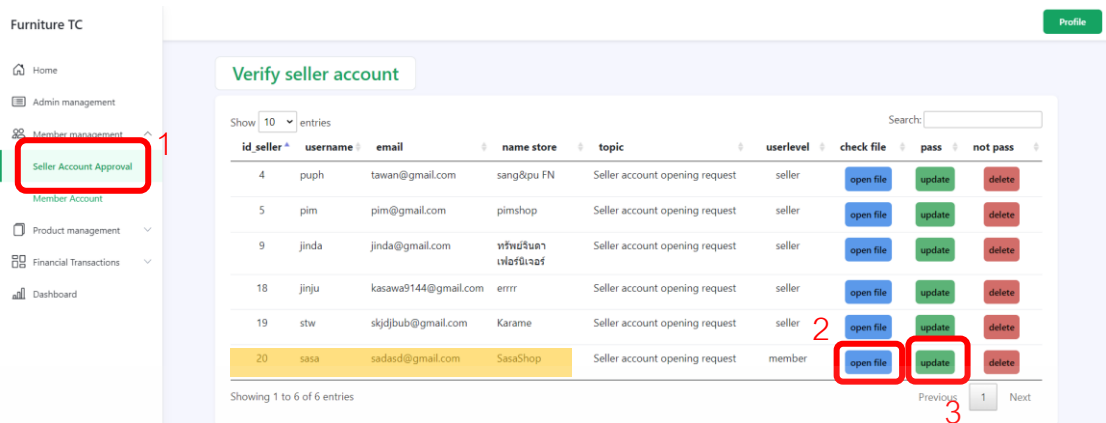 Furniture TC
Profile
Home
Admin management
Member management
1
Seller Account Approval
Member Account
Product management
Financial Transactions
Dashboard
Verify seller account
Show 10 entries
Search:
id_seller username email name store topic userlevel check file pass not pass
4 puph tawan@gmail.com sang&pu FN Seller account opening request seller open file update delete
5 pim pim@gmail.com pimshop Seller account opening request seller open file update delete
9 jinda jinda@gmail.com ทรัพย์จินดา Seller account opening request seller open file update delete
เฟอร์นิเจอร์
18 jinju kasawa9144@gmail.com errrr Seller account opening request seller open file update delete
19 stw skjdjbub@gmail.com Karame Seller account opening request seller open file update delete
2
20 sasa sadasd@gmail.com SasaShop Seller account opening request member open file update delete
Showing 1 to 6 of 6 entries
Previous 1 Next
3